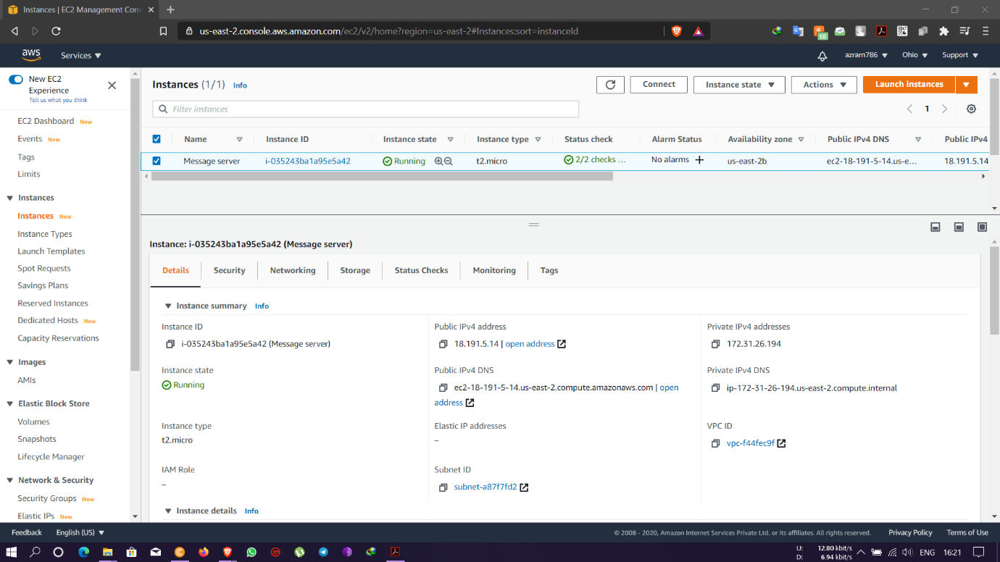 Instances | EC2 Management Cons
us-east-2.console.aws.amazon.com/ec2/v2/home?region=us-east-2#Instances:sort=instanceId
10
aws
Services
azram786
Ohio
Support
New EC2
Experience
Tell us what you think
EC2 Dashboard New
Events New
Tags
Limits
Instances
Instances New
Instance Types
Launch Templates
Spot Requests
Savings Plans
Reserved Instances
Dedicated Hosts New
Capacity Reservations
Images
AMIs
Elastic Block Store
Volumes
Snapshots
Lifecycle Manager
Network & Security
Security Groups New
Elastic IPs New
Instances (1/1) Info
Connect
Instance state
Actions
Launch instances
Filter instances
1
Name Instance ID Instance state Instance type Status check Alarm Status Availability zone Public IPv4 DNS Public IPv4
Message server i-035243ba1a95e5a42 Running t2.micro 2/2 checks ... No alarms + us-east-2b ec2-18-191-5-14.us-e... 18.191.5.14
Instance: i-035243ba1a95e5a42 (Message server)
Details Security Networking Storage Status Checks Monitoring Tags
Instance summary Info
Instance ID
i-035243ba1a95e5a42 (Message server)
Public IPv4 address
18.191.5.14 | open address
Private IPv4 addresses
172.31.26.194
Instance state
Running
Public IPv4 DNS
ec2-18-191-5-14.us-east-2.compute.amazonaws.com | open
address
Private IPv4 DNS
ip-172-31-26-194.us-east-2.compute.internal
Instance type
t2.micro
Elastic IP addresses
–
VPC ID
vpc-f44fec9f
IAM Role
–
Subnet ID
subnet-a87f7fd2
Instance details Info
Feedback English (US)
© 2008 - 2020, Amazon Internet Services Private Ltd. or its affiliates. All rights reserved. Privacy Policy Terms of Use
U: 12.80 kbit/s
D: 6.94 kbit/s
ENG 16:21